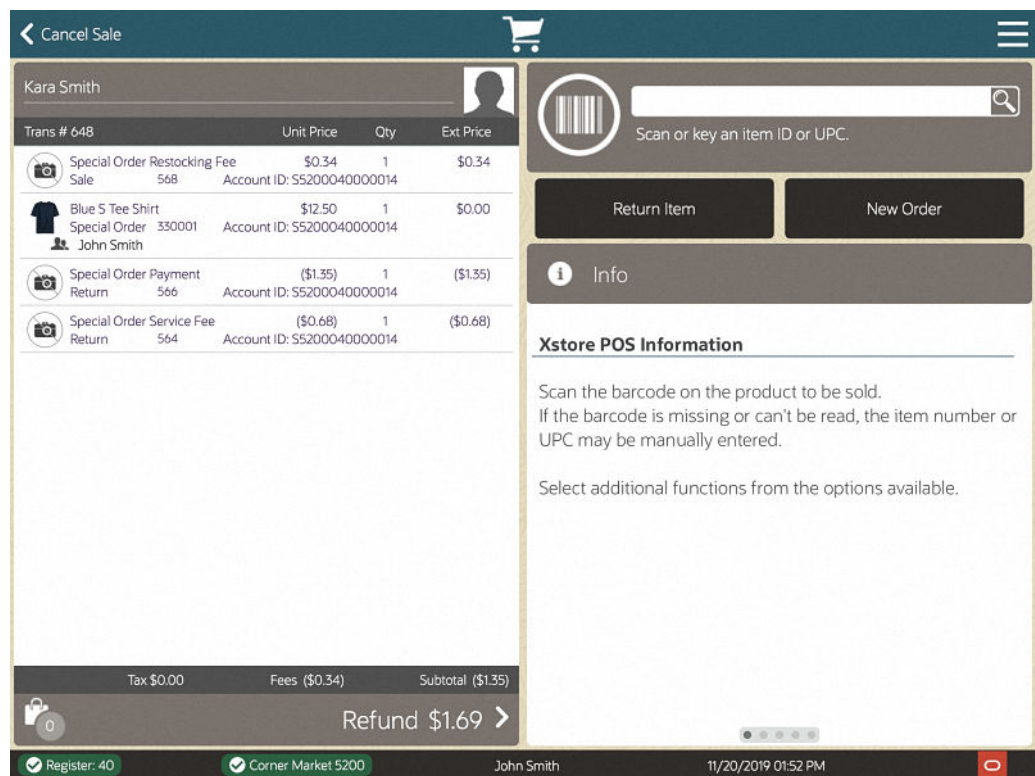 Cancel Sale
Kara Smith
Trans # 648 Unit Price Qty Ext Price
Special Order Restocking Fee $0.34 1 $0.34
Sale 568 Account ID: S5200040000014
Blue S Tee Shirt $12.50 1 $0.00
Special Order 330001 Account ID: S5200040000014
John Smith
Special Order Payment ($1.35) 1 ($1.35)
Return 566 Account ID: S5200040000014
Special Order Service Fee ($0.68) 1 ($0.68)
Return 564 Account ID: S5200040000014
Tax $0.00 Fees ($0.34) Subtotal ($1.35)
0
Refund $1.69
Scan or key an item ID or UPC.
Return Item
New Order
Info
Xstore POS Information
Scan the barcode on the product to be sold.
If the barcode is missing or can't be read, the item number or
UPC may be manually entered.
Select additional functions from the options available.
Register: 40 Corner Market 5200 John Smith 11/20/2019 01:52 PM